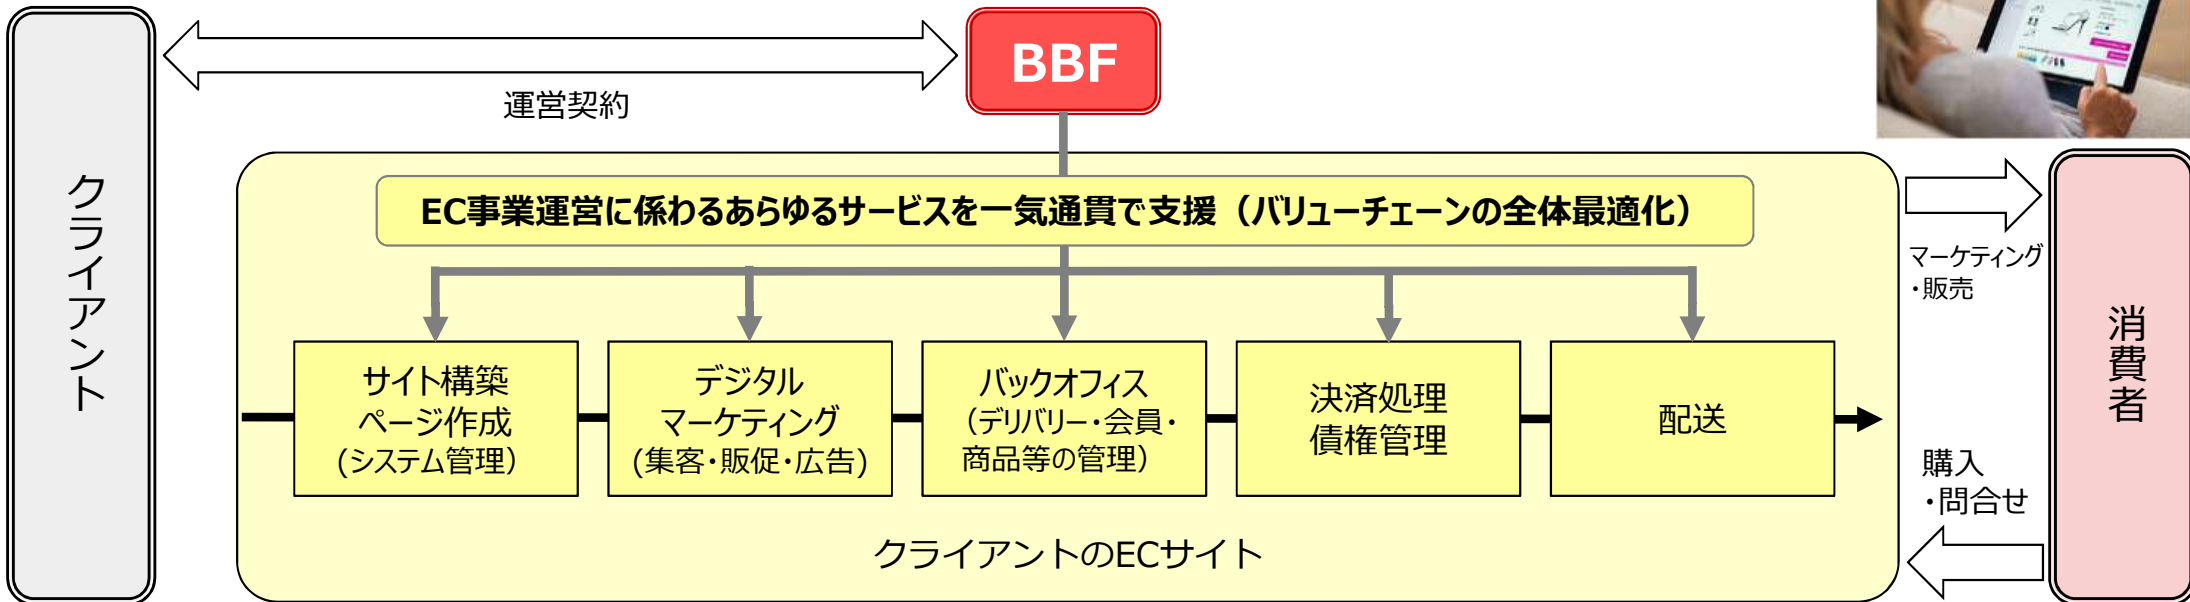 BBF
運営契約
クライアント
EC事業運営に係わるあらゆるサービスを一気通貫で支援（バリューチェーンの全体最適化）
サイト構築
ページ作成
(システム管理)
デジタル
マーケティング
(集客・販促・広告)
バックオフィス
（デリバリー・会員・
商品等の管理）
決済処理
債権管理
配送
クライアントのECサイト
マーケティング
・販売
購入
・問合せ
消費者